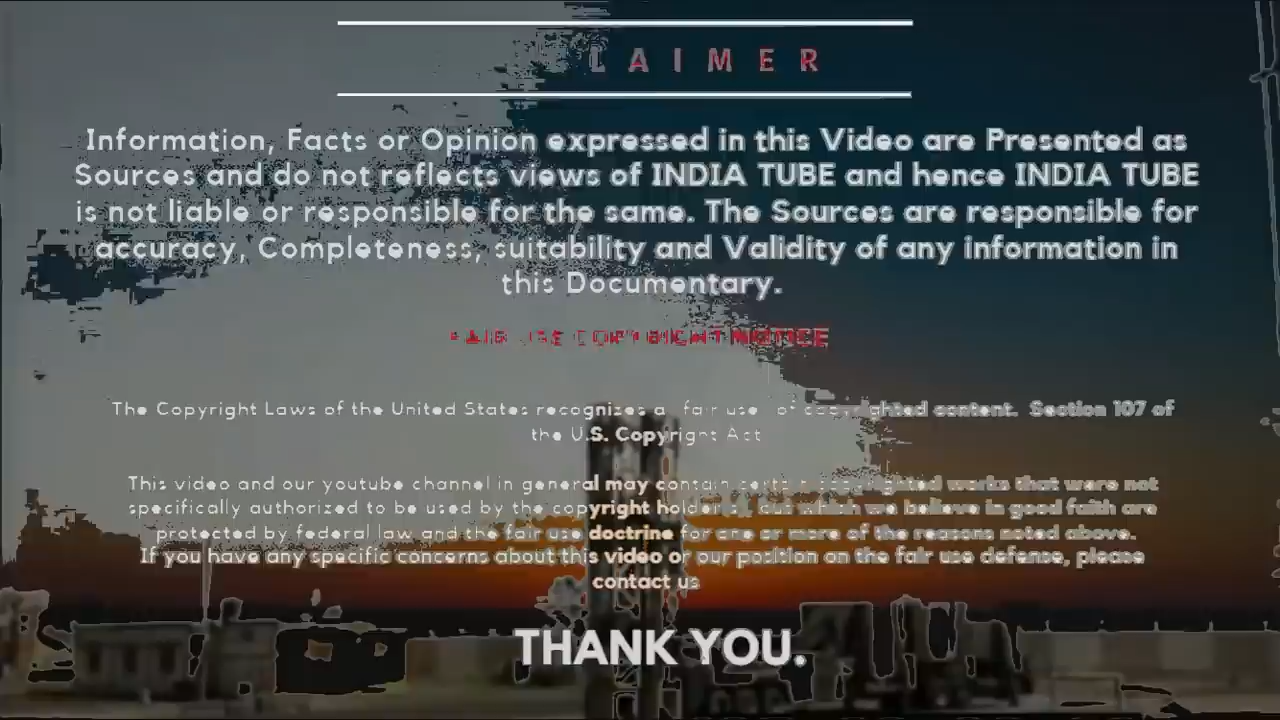 LAIMER
Information, Facts or Opinion expressed in this Video are Presented as
Sources and do not reflects views of INDIA TUBE and hence INDIA TUBE
is not liable or responsible for the same. The Sources are responsible for
accuracy, Completeness, suitability and Validity of any information in
this Documentary.
FAIR USE COPYRIGHT NOTICE
The Copyright Laws of the United States recognizes a fair use of copyrighted content. Section 107 of
the U.S. Copyright Act
This video and our youtube channel in general may contain certain copyrighted works that were not
specifically authorized to be used by the copyright holder(s), but which we believe in good faith are
protected by federal law and the fair use doctrine for one or more of the reasons noted above.
If you have any specific concerns about this video or our position on the fair use defense, please
contact us
THANK YOU.